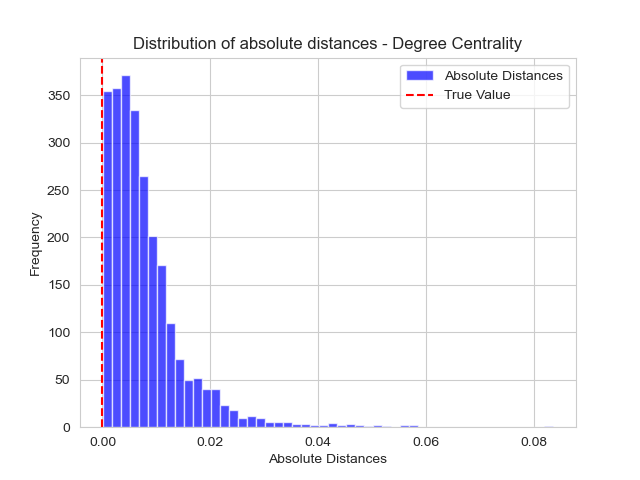 Distribution of absolute distances - Degree Centrality
Absolute Distances
True Value
Frequency
350
300
250
200
150
100
50
0
0.00 0.02 0.04 0.06 0.08
Absolute Distances